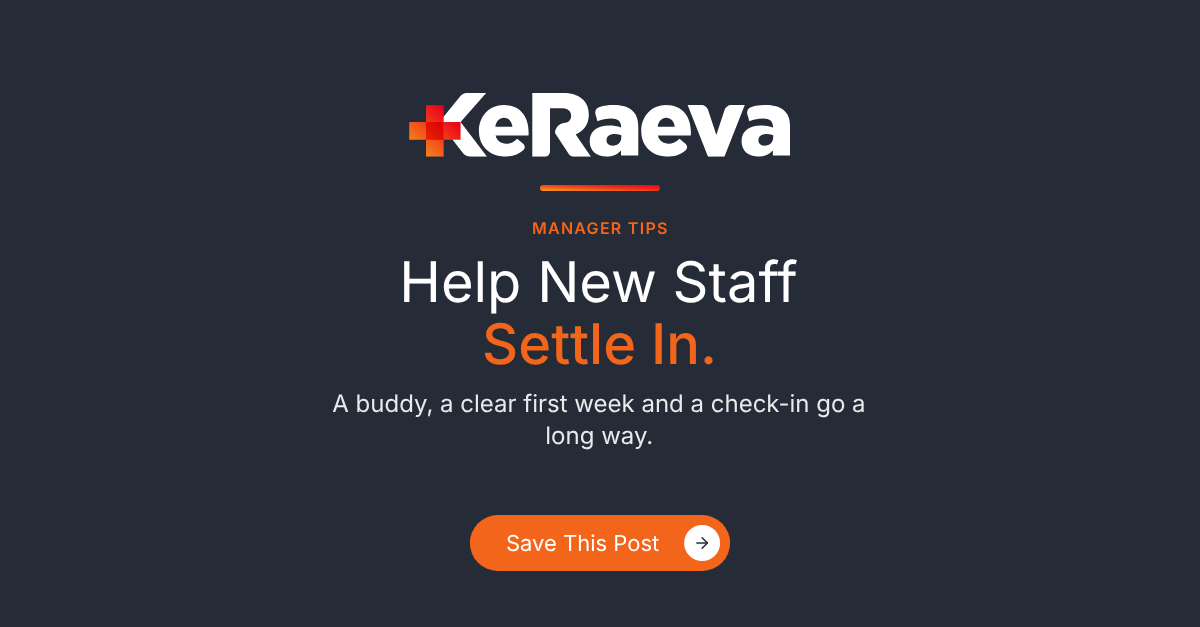 KeRaeva
MANAGER TIPS
Help New Staff
Settle In.
A buddy, a clear first week and a check-in go a
long way.
Save This Post